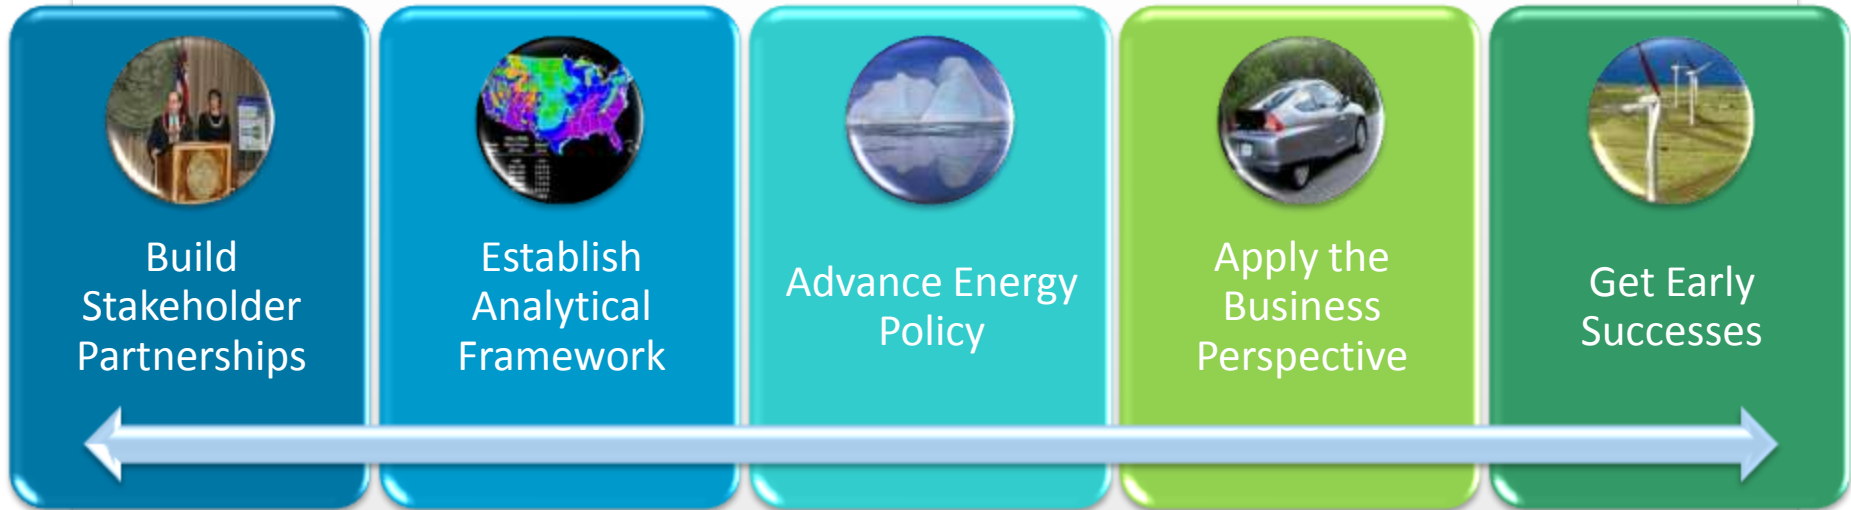 Build
Stakeholder
Partnerships
Establish
Analytical
Framework
Advance Energy
Policy
Apply the
Business
Perspective
Get Early
Successes